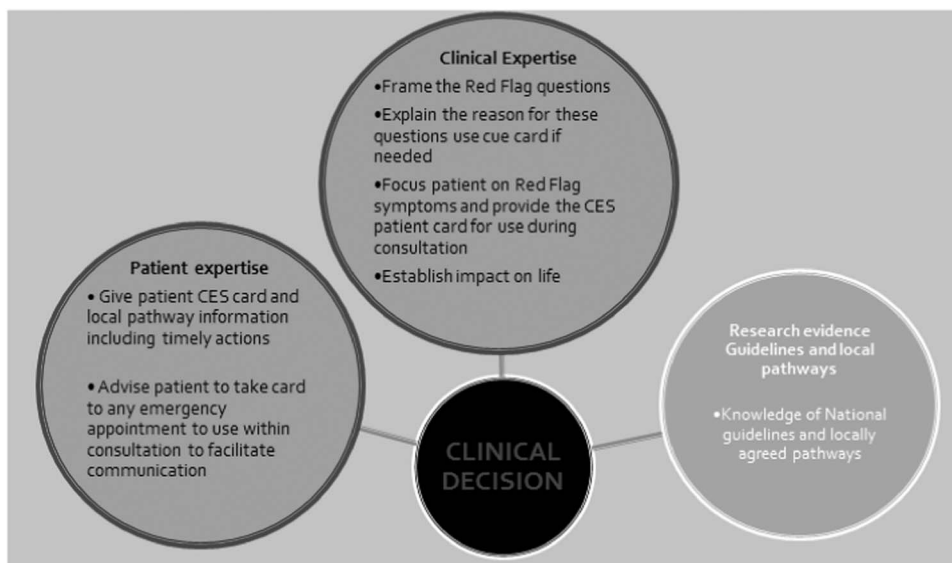 Clinical Expertise
•Frame the Red Flag questions
•Explain the reason for these
questions use cue card if
needed
•Focus patient on Red Flag
symptoms and provide the CES
patient card for use during
consultation
•Establish impact on life
Patient expertise
• Give patient CES card and
local pathway information
including timely actions
• Advise patient to take card
to any emergency
appointment to use within
consultation to facilitate
communication
Research evidence
Guidelines and local
pathways
•Knowledge of National
guidelines and locally
agreed pathways
CLINICAL
DECISION